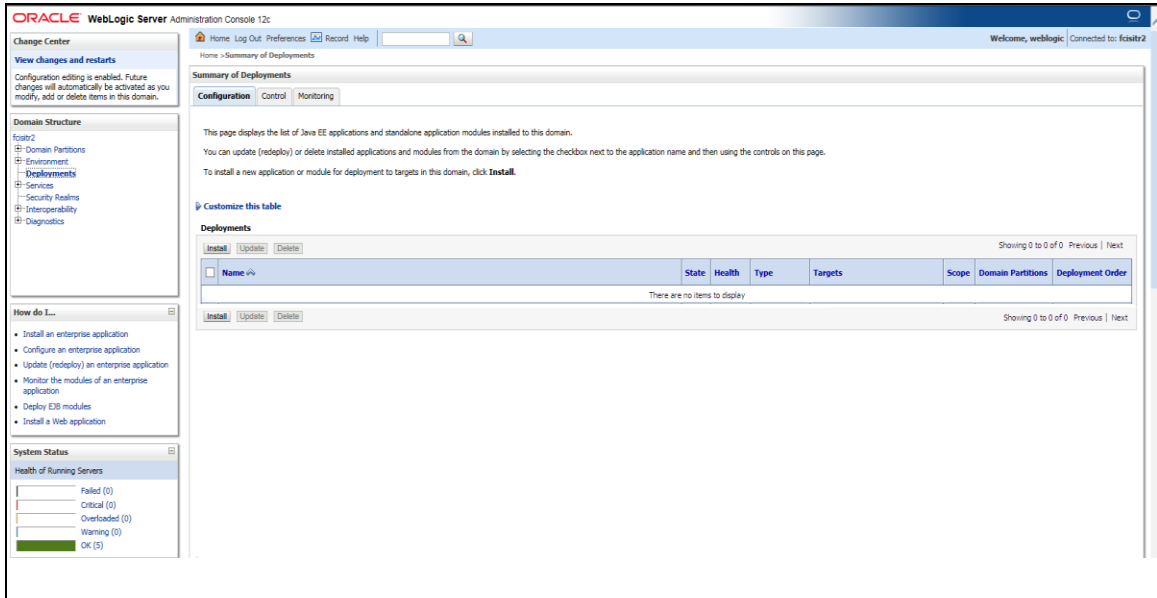 ORACLE WebLogic Server Administration Console 12c
Change Center
View changes and restarts
Configuration editing is enabled. Future
changes will automatically be activated as you
modify, add or delete items in this domain.
Domain Structure
fcisitr2
Domain Partitions
Environment
Deployments
Services
Security Realms
Interoperability
Diagnostics
How do I...
Install an enterprise application
Configure an enterprise application
Update (redeploy) an enterprise application
Monitor the modules of an enterprise
application
Deploy EJB modules
Install a Web application
System Status
Health of Running Servers
Failed (0)
Critical (0)
Overloaded (0)
Warning (0)
OK (5)
Home Log Out Preferences Record Help
Welcome, weblogic Connected to: fcisitr2
Home >Summary of Deployments
Summary of Deployments
Configuration Control Monitoring
This page displays the list of Java EE applications and standalone application modules installed to this domain.
You can update (redeploy) or delete installed applications and modules from the domain by selecting the checkbox next to the application name and then using the controls on this page.
To install a new application or module for deployment to targets in this domain, click Install.
Customize this table
Deployments
Install Update Delete Showing 0 to 0 of 0 Previous | Next
Name State Health Type Targets Scope Domain Partitions Deployment Order
There are no items to display
Install Update Delete Showing 0 to 0 of 0 Previous | Next